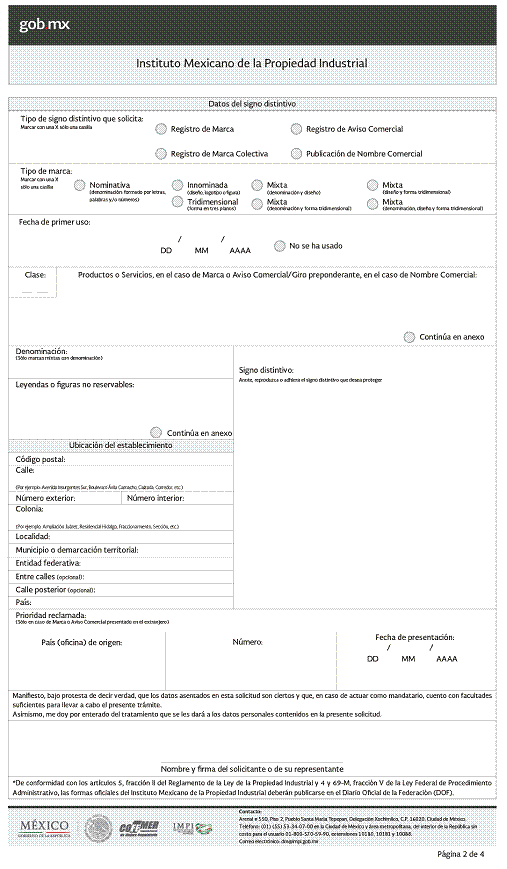 gob.mx
Instituto Mexicano de la Propiedad Industrial
Datos del signo distintivo
Tipo de signo distintivo que solicita:
Marcar con una X sólo una casilla
Registro de Marca
Registro de Aviso Comercial
Registro de Marca Colectiva
Publicación de Nombre Comercial
Tipo de marca:
Marcar con una X
sólo una casilla
Nominativa
(denominación: formado por letras,
palabras y/o números)
Innominada
(diseño, logotipo o figura)
Mixta
(denominación y diseño)
Mixta
(diseño y forma tridimensional)
Tridimensional
(forma en tres planos)
Mixta
(denominación y forma tridimensional)
Mixta
(denominación, diseño y forma tridimensional)
Fecha de primer uso:
/ /
DD MM AAAA
No se ha usado
Clase:
Productos o Servicios, en el caso de Marca o Aviso Comercial/Giro preponderante, en el caso de Nombre Comercial:
Continúa en anexo
Denominación:
(Sólo marcas mixtas con denominación)
Leyendas o figuras no reservables:
Continúa en anexo
Signo distintivo:
Anote, reproduzca o adhiera el signo distintivo que desea proteger
Ubicación del establecimiento
Código postal:
Calle:
(Por ejemplo: Avenida Insurgentes Sur, Boulevard Ávila Camacho, Calzada, Corredor, etc.)
Número exterior: Número interior:
Colonia:
(Por ejemplo: Ampliación Juárez, Residencial Hidalgo, Fraccionamiento, Sección, etc.)
Localidad:
Municipio o demarcación territorial:
Entidad federativa:
Entre calles (opcional):
Calle posterior (opcional):
País:
Prioridad reclamada:
(Sólo en caso de Marca o Aviso Comercial presentado en el extranjero)
País (oficina) de origen:
Número:
Fecha de presentación:
/ /
DD MM AAAA
Manifiesto, bajo protesta de decir verdad, que los datos asentados en esta solicitud son ciertos y que, en caso de actuar como mandatario, cuento con facultades
suficientes para llevar a cabo el presente trámite.
Asimismo, me doy por enterado del tratamiento que se les dará a los datos personales contenidos en la presente solicitud.
Nombre y firma del solicitante o de su representante
*De conformidad con los artículos 5, fracción II del Reglamento de la Ley de la Propiedad Industrial y 4 y 69-M, fracción V de la Ley Federal de Procedimiento
Administrativo, las formas oficiales del Instituto Mexicano de la Propiedad Industrial deberán publicarse en el Diario Oficial de la Federación (DOF).
MÉXICO
GOBIERNO DE LA REPÚBLICA
COFEMER
IMPI
Contacto:
Arenal # 550, Piso 2, Pueblo Santa María Tepepan, Delegación Xochimilco, C.P. 16020, Ciudad de México.
Teléfono: (01) (55) 53-34-07-00 en la Ciudad de México y área metropolitana; del interior de la República sin
costo para el usuario 01-800-570-59-90, extensiones 10180, 10181 y 10088.
Página 2 de 4